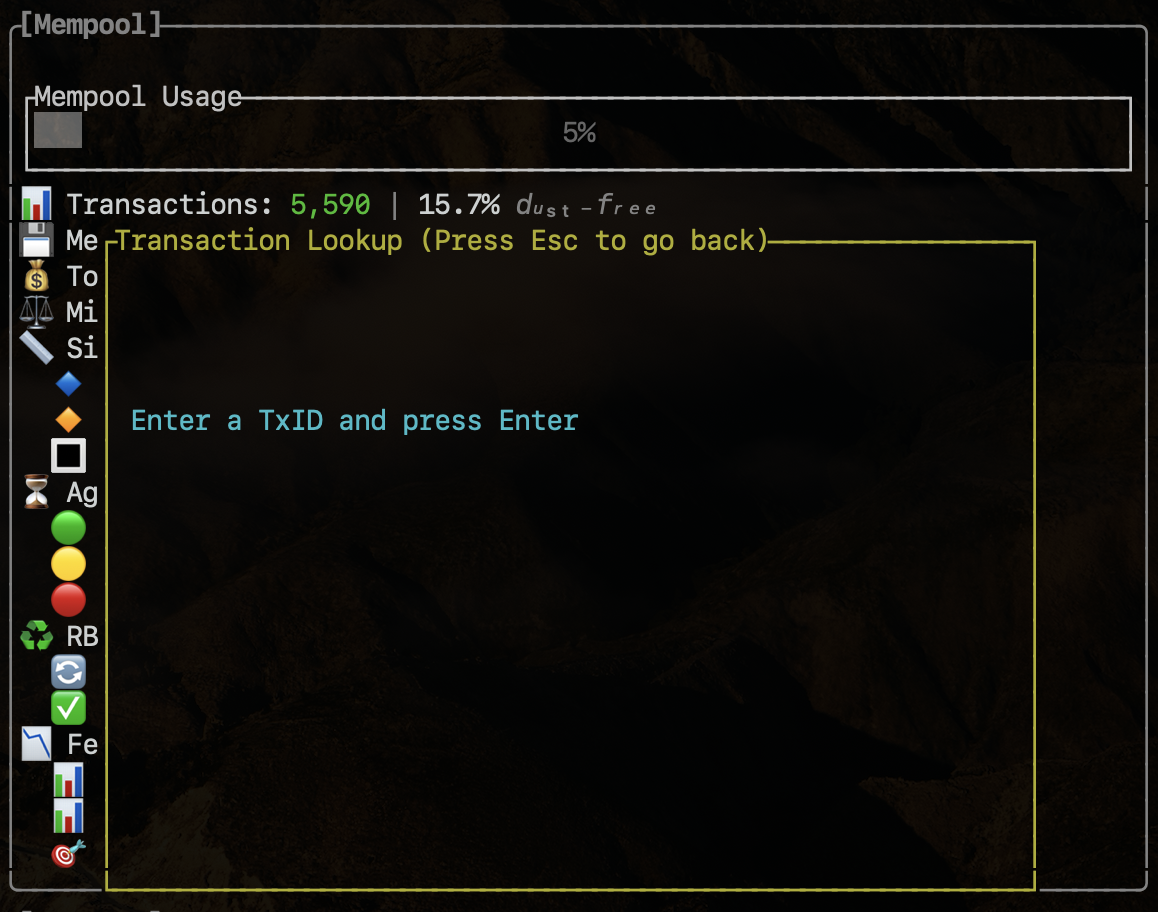 [Mempool]
Mempool Usage
5%
Transactions: 5,590 | 15.7% dust-free
Me
Transaction Lookup (Press Esc to go back)
To
Mi
Si
Enter a TxID and press Enter
Ag
RB
Fe